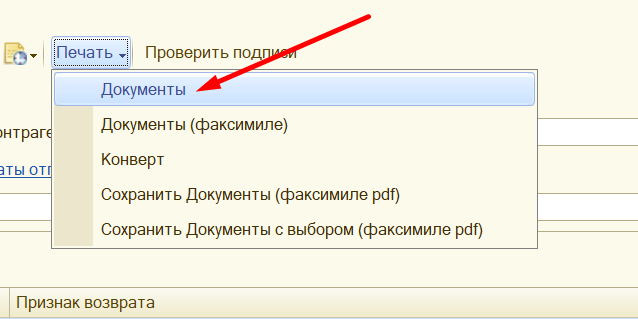 Печать Проверить подписи
Документы
Документы (факсимиле)
Конверт
Сохранить Документы (факсимиле pdf)
Сохранить Документы с выбором (факсимиле pdf)
Признак возврата